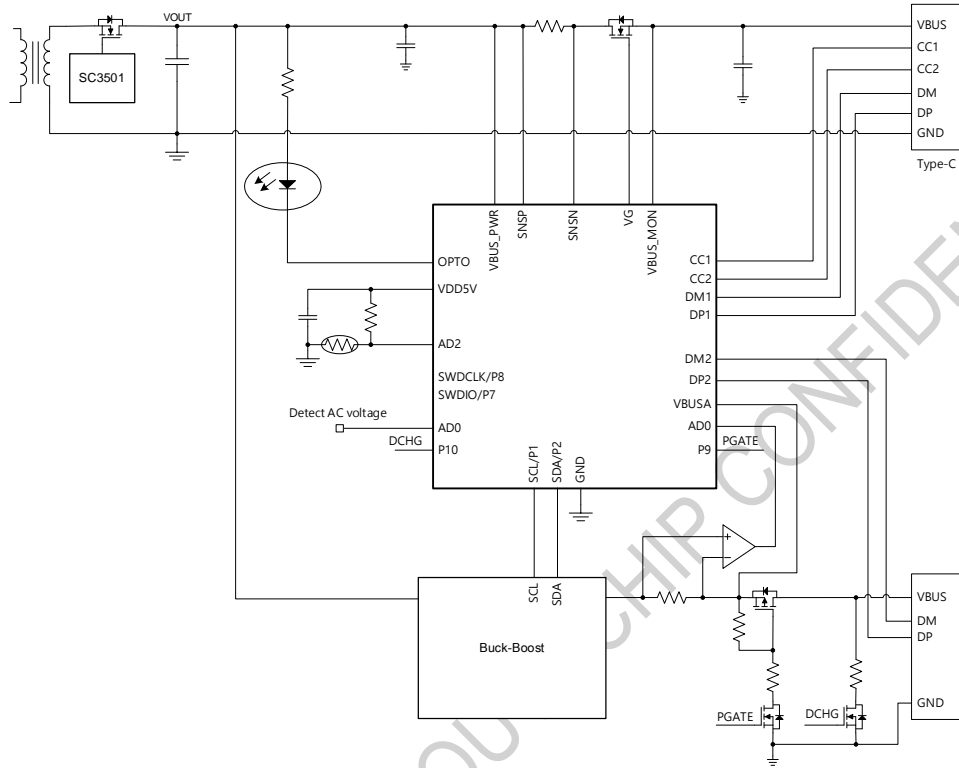 VOUT
SC3501
VBUS
CC1
CC2
DM
DP
GND
Type-C
VBUS_PWR
SNSP
SNSN
VG
VBUS_MON
OPTO
VDD5V
AD2
SWDCLK/P8
SWDIO/P7
Detect AC voltage
AD0
DCHG
P10
CC1
CC2
DM1
DP1
DM2
DP2
VBUSA
AD0
P9
PGATE
SCL/P1
SDA/P2
GND
SCL
SDA
Buck-Boost
VBUS
DM
DP
GND
PGATE
DCHG
CHIP CONFIDE